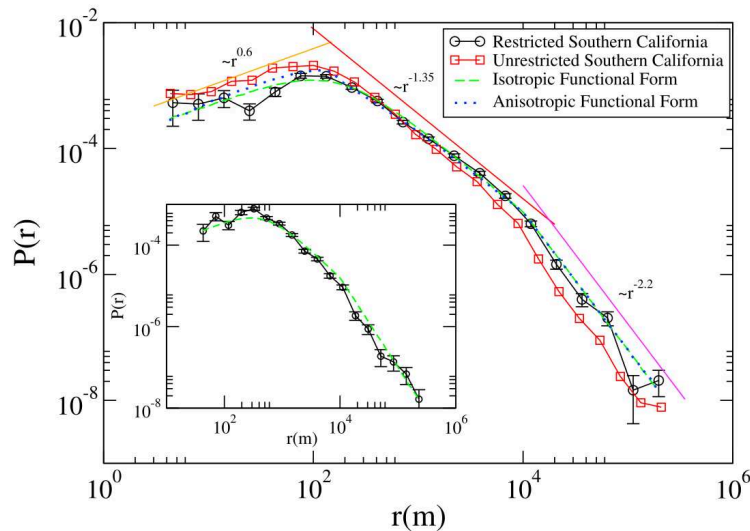 10^-2
10^-4
10^-6
10^-8
P(r)
~r^0.6
~r^-1.35
~r^-2.2
Restricted Southern California
Unrestricted Southern California
Isotropic Functional Form
Anisotropic Functional Form
10^-4
10^-6
10^-8
P(r)
10^2
10^4
10^6
r(m)
10^0
10^2
10^4
10^6
r(m)